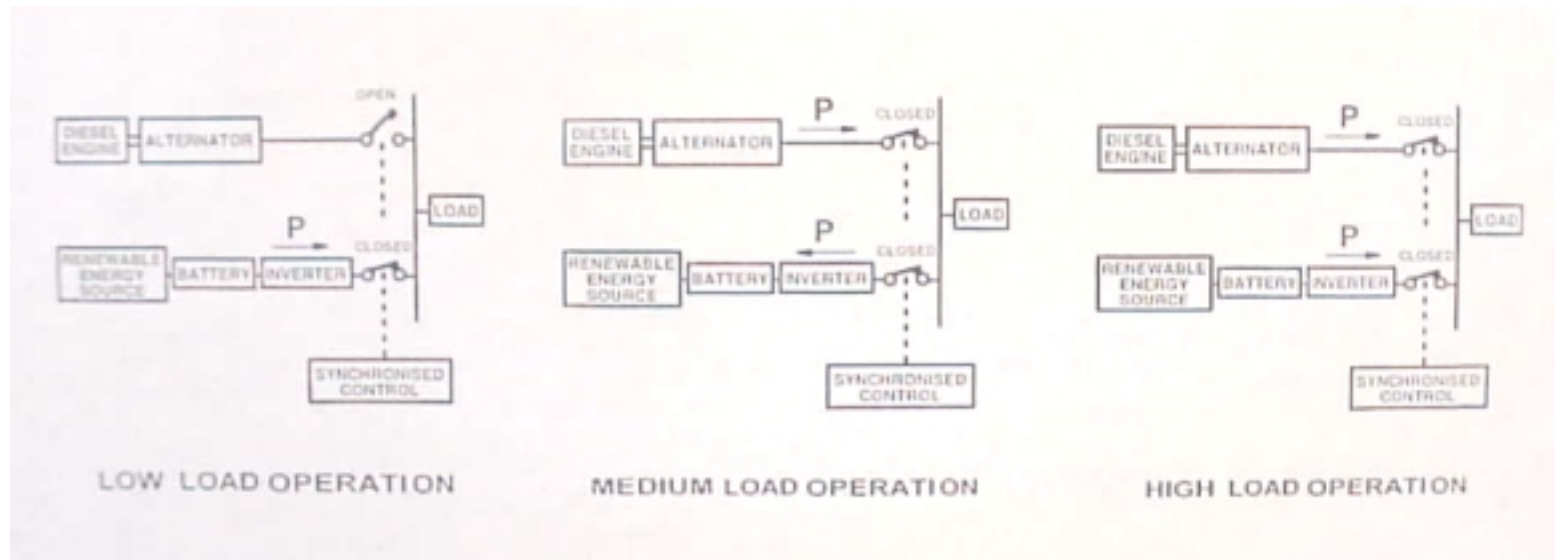 OPEN
DIESEL
ENGINE
ALTERNATOR
LOAD
P
CLOSED
RENEWABLE
ENERGY
SOURCE
BATTERY
INVERTER
SYNCHRONISED
CONTROL
LOW LOAD OPERATION
P
CLOSED
DIESEL
ENGINE
ALTERNATOR
LOAD
P
CLOSED
RENEWABLE
ENERGY
SOURCE
BATTERY
INVERTER
SYNCHRONISED
CONTROL
MEDIUM LOAD OPERATION
P
CLOSED
DIESEL
ENGINE
ALTERNATOR
LOAD
P
CLOSED
RENEWABLE
ENERGY
SOURCE
BATTERY
INVERTER
SYNCHRONISED
CONTROL
HIGH LOAD OPERATION